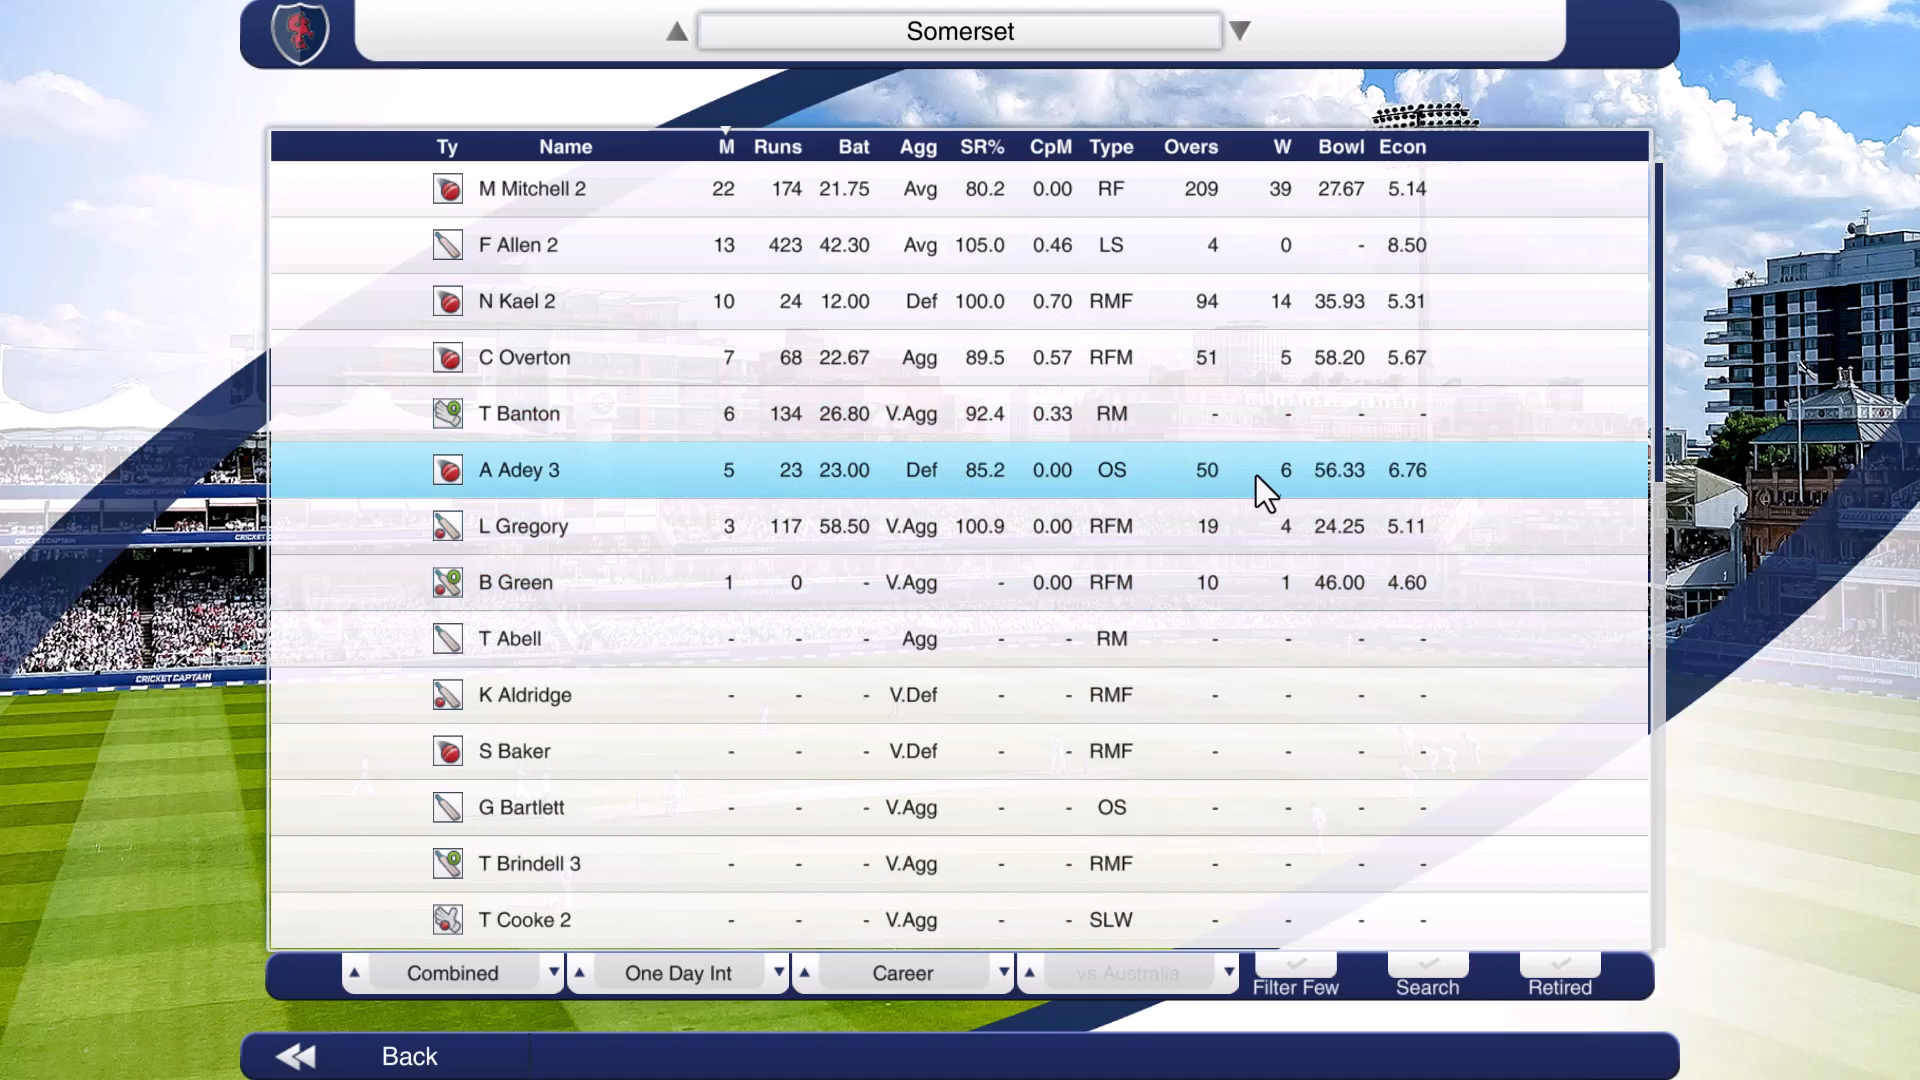 Somerset
Ty Name M Runs Bat Agg SR% CpM Type Overs W Bowl Econ
M Mitchell 2 22 174 21.75 Avg 80.2 0.00 RF 209 39 27.67 5.14
F Allen 2 13 423 42.30 Avg 105.0 0.46 LS 4 0 - 8.50
N Kael 2 10 24 12.00 Def 100.0 0.70 RMF 94 14 35.93 5.31
C Overton 7 68 22.67 Agg 89.5 0.57 RFM 51 5 58.20 5.67
T Banton 6 134 26.80 V.Agg 92.4 0.33 RM - - - -
A Adey 3 5 23 23.00 Def 85.2 0.00 OS 50 6 56.33 6.76
L Gregory 3 117 58.50 V.Agg 100.9 0.00 RFM 19 4 24.25 5.11
B Green 1 0 - V.Agg - 0.00 RFM 10 1 46.00 4.60
T Abell - - - Agg - - RM - - - -
K Aldridge - - - V.Def - - RMF - - - -
S Baker - - - V.Def - - RMF - - - -
G Bartlett - - - V.Agg - - OS - - - -
T Brindell 3 - - - V.Agg - - RMF - - - -
T Cooke 2 - - - V.Agg - - SLW - - - -
CRICKET CAPTAIN
Combined One Day Int Career vs Australia Filter Few Search Retired
Back